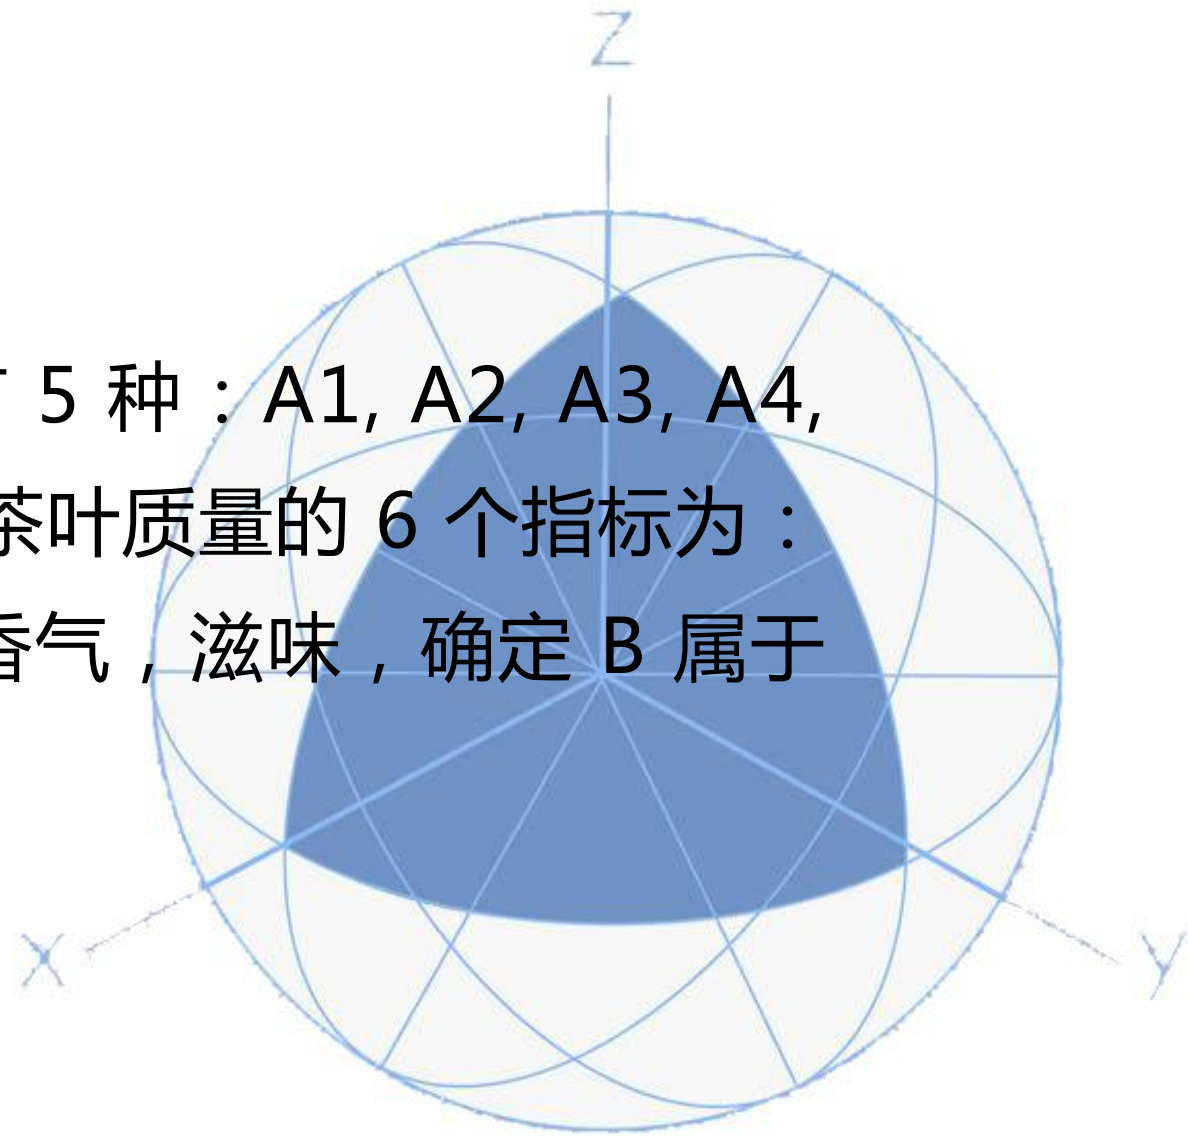 Z
5 种：A1, A2, A3, A4,
茶叶质量的 6 个指标为：
香气，滋味，确定 B 属于
X
Y